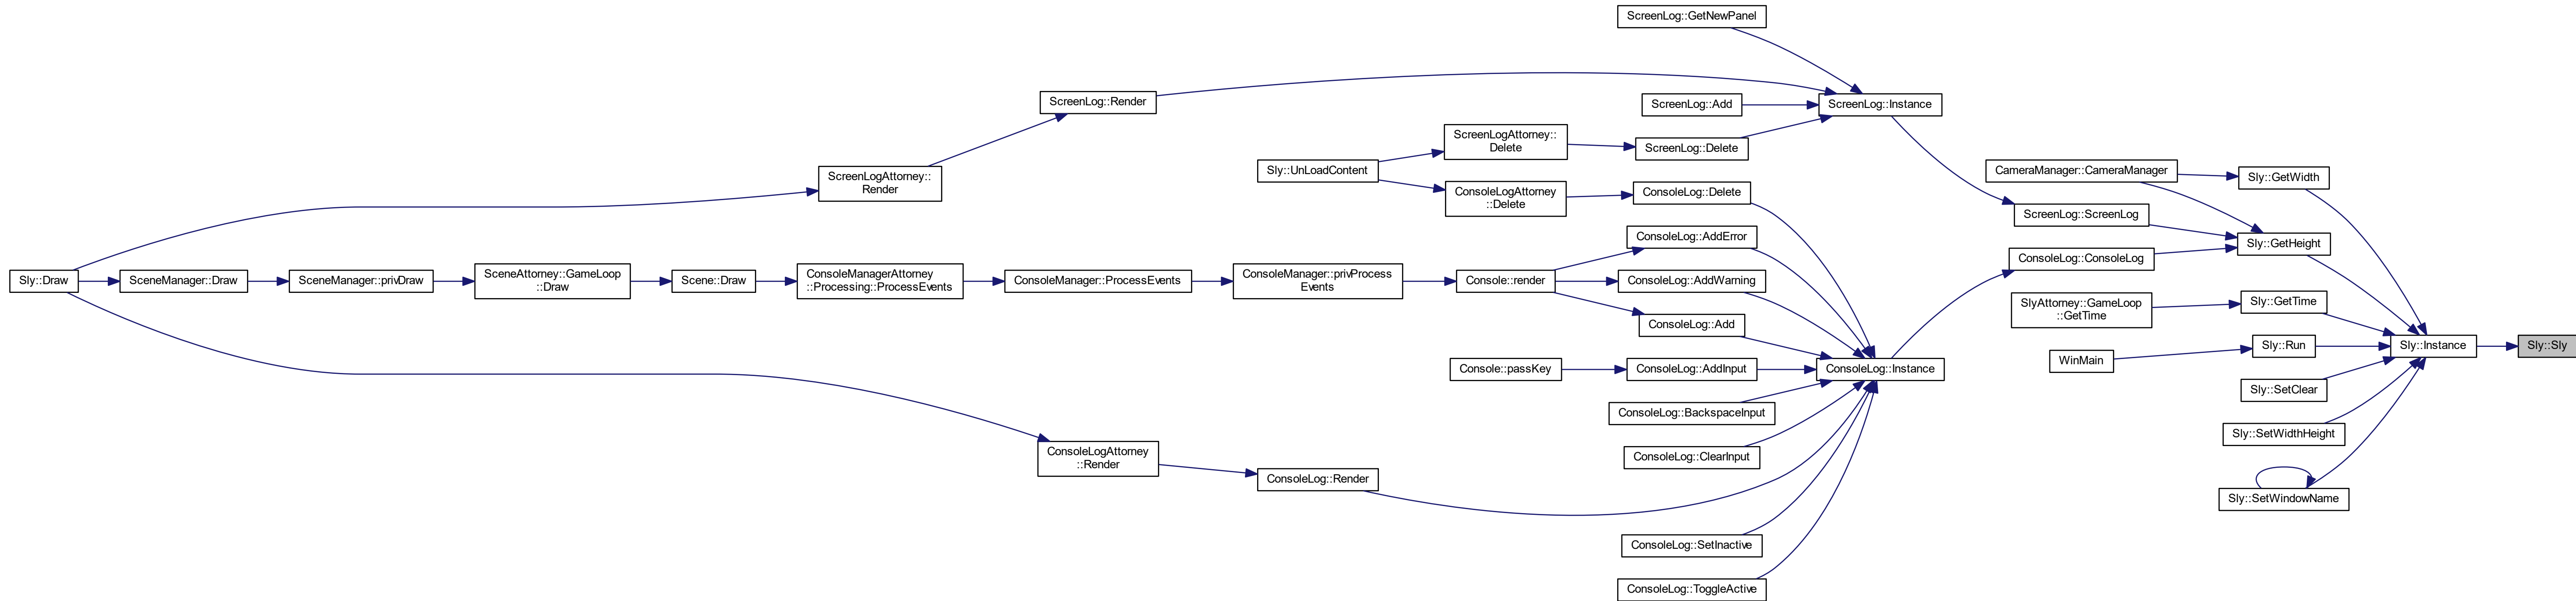 ScreenLog::GetNewPanel
ScreenLog::Render
ScreenLog::Add
ScreenLog::Instance
ScreenLogAttorney::
Delete
ScreenLog::Delete
Sly::UnLoadContent
ScreenLogAttorney::
Render
ConsoleLogAttorney
::Delete
ConsoleLog::Delete
CameraManager::CameraManager
Sly::GetWidth
ScreenLog::ScreenLog
ConsoleLog::AddError
Sly::GetHeight
ConsoleLog::ConsoleLog
Sly::Draw
SceneManager::Draw
SceneManager::privDraw
SceneAttorney::GameLoop
::Draw
Scene::Draw
ConsoleManagerAttorney
::Processing::ProcessEvents
ConsoleManager::ProcessEvents
ConsoleManager::privProcess
Events
Console::render
ConsoleLog::AddWarning
SlyAttorney::GameLoop
::GetTime
Sly::GetTime
ConsoleLog::Add
Sly::Run
Sly::Instance
Sly::Sly
WinMain
Console::passKey
ConsoleLog::AddInput
ConsoleLog::Instance
Sly::SetClear
ConsoleLog::BackspaceInput
Sly::SetWidthHeight
ConsoleLogAttorney
::Render
ConsoleLog::ClearInput
ConsoleLog::Render
Sly::SetWindowName
ConsoleLog::SetInactive
ConsoleLog::ToggleActive